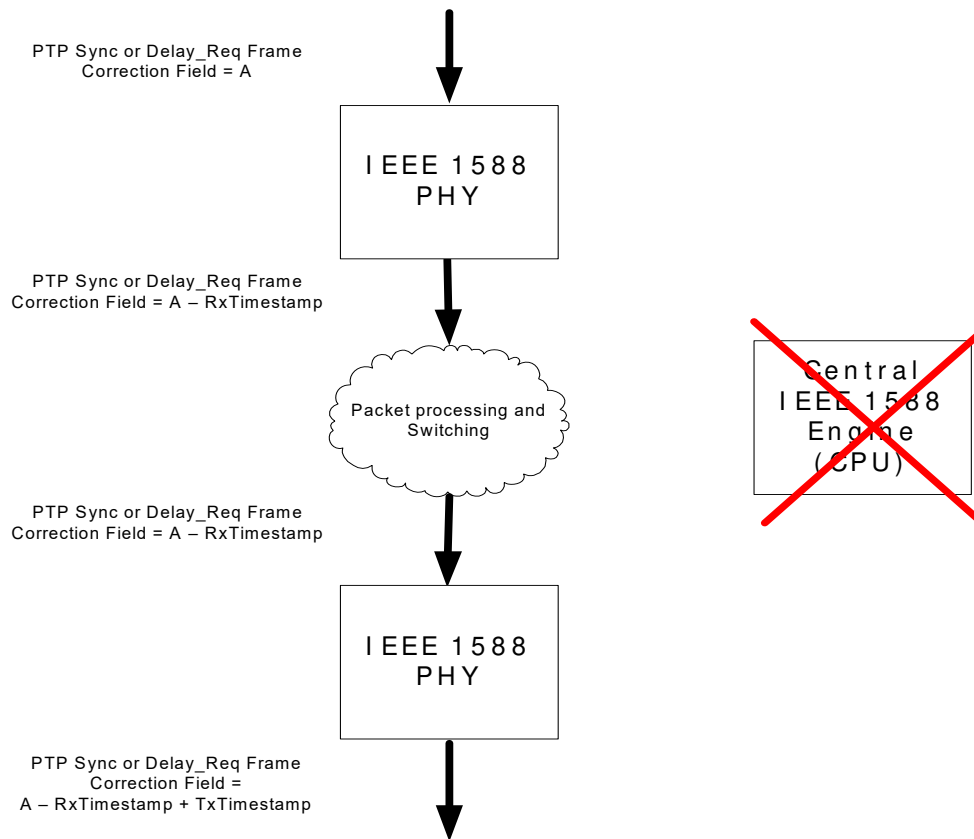 PTP Sync or Delay_Req Frame
Correction Field = A
IEEE 1588
PHY
PTP Sync or Delay_Req Frame
Correction Field = A – RxTimestamp
Packet processing and
Switching
Central
IEEE 1588
Engine
(CPU)
PTP Sync or Delay_Req Frame
Correction Field = A – RxTimestamp
IEEE 1588
PHY
PTP Sync or Delay_Req Frame
Correction Field =
A – RxTimestamp + TxTimestamp